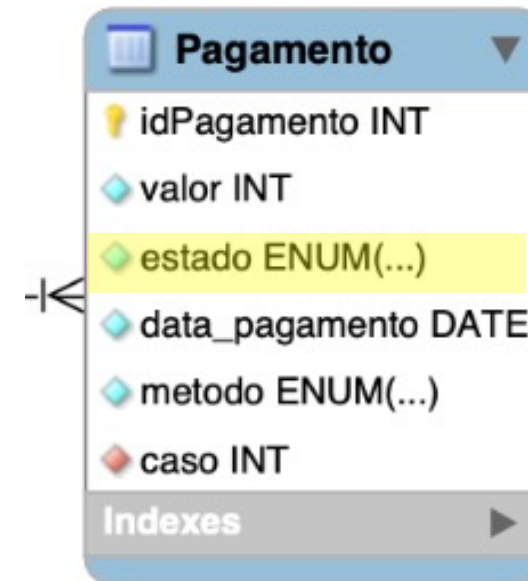 Pagamento
idPagamento INT
valor INT
estado ENUM(...)
data_pagamento DATE
metodo ENUM(...)
caso INT
Indexes